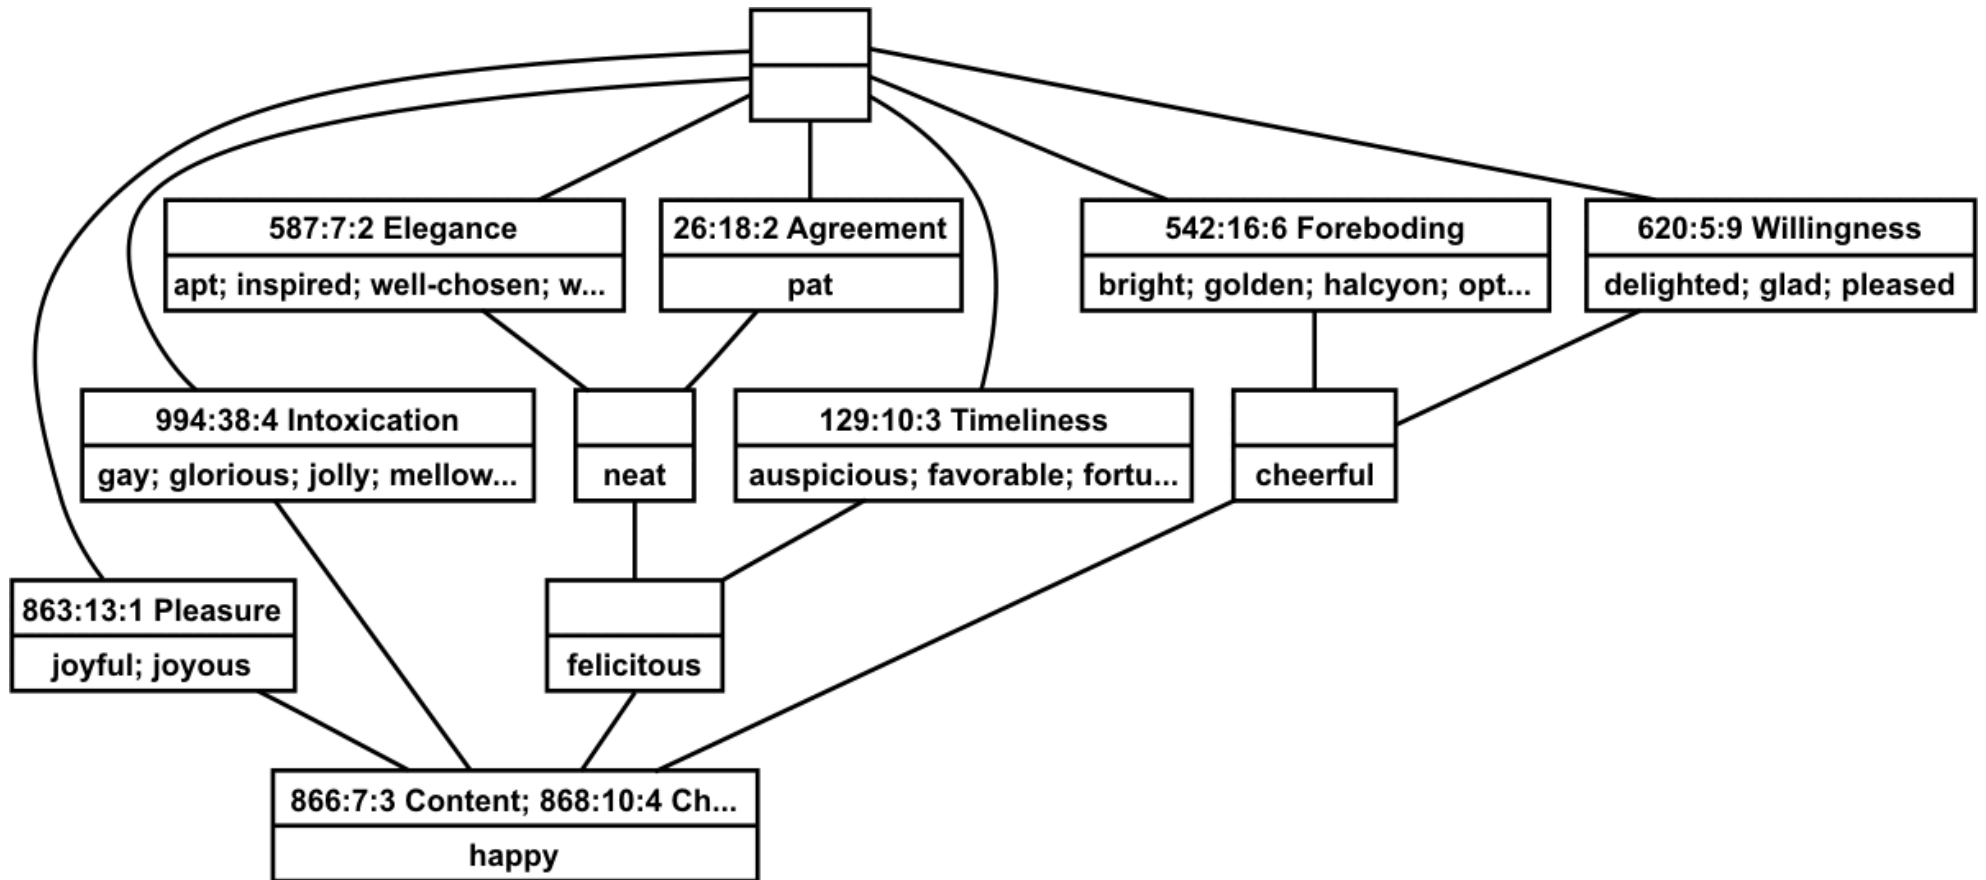 587:7:2 Elegance
apt; inspired; well-chosen; w...
26:18:2 Agreement
pat
542:16:6 Foreboding
bright; golden; halcyon; opt...
620:5:9 Willingness
delighted; glad; pleased
994:38:4 Intoxication
gay; glorious; jolly; mellow...
neat
129:10:3 Timeliness
auspicious; favorable; fortu...
cheerful
863:13:1 Pleasure
joyful; joyous
felicitous
866:7:3 Content; 868:10:4 Ch...
happy